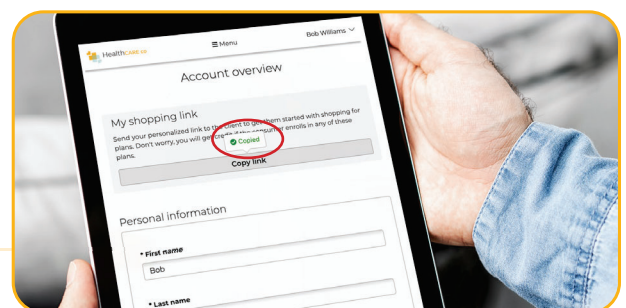 HealthCARE
Menu
Bob Williams
Account overview
My shopping link
Send your personalized link to the client to get them started with shopping for
plans. Don't worry, you will get credit if the consumer enrolls in any of these
plans.
Copied
Copy link
Personal information
* First name
Bob
* Last name